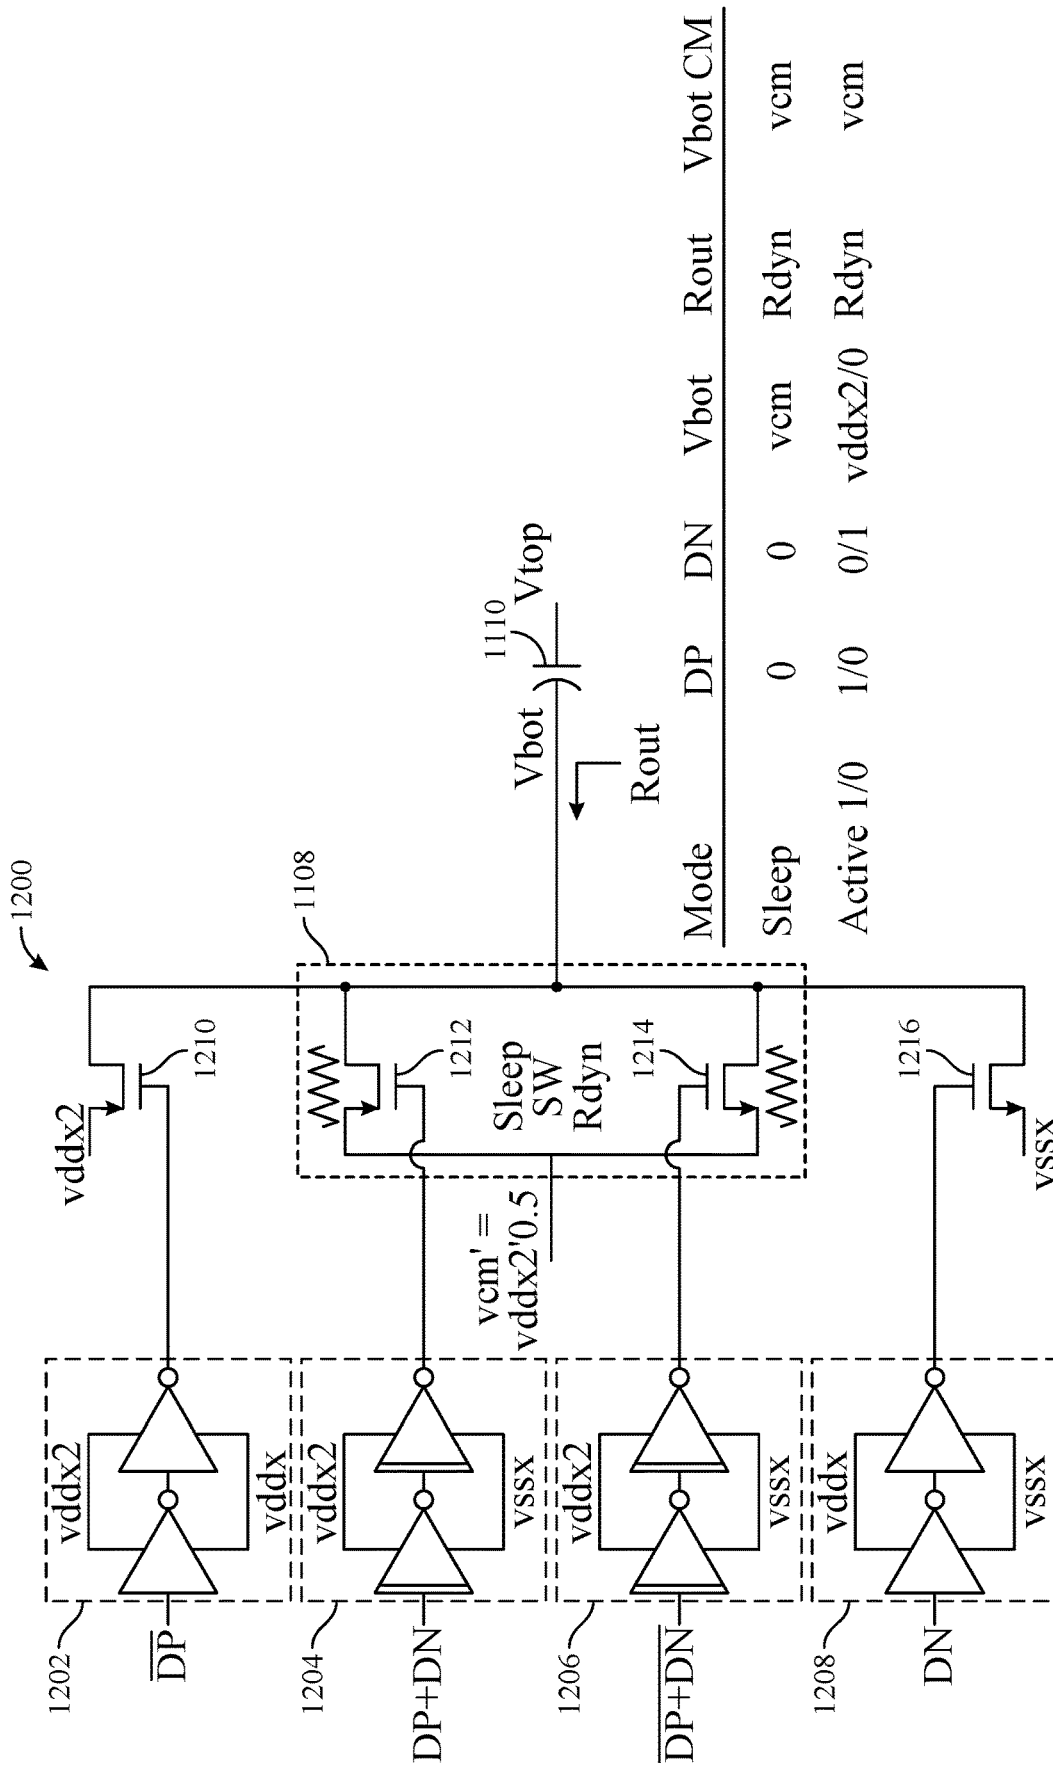 1200
1202
vddx2
vddx
DP
vddx2
1210
1204
vddx2
vssx
DP+DN
1108
1212
vcm' =
vddx2'0.5
Sleep
SW
Rdyn
1206
vddx2
vssx
DP+DN
1214
1208
vddx
vssx
DN
1216
vssx
Vbot
1110
Vtop
Rout
Mode DP DN Vbot Rout Vbot CM
Sleep 0 0 vcm Rdyn vcm
Active 1/0 1/0 0/1 vddx2/0 Rdyn vcm